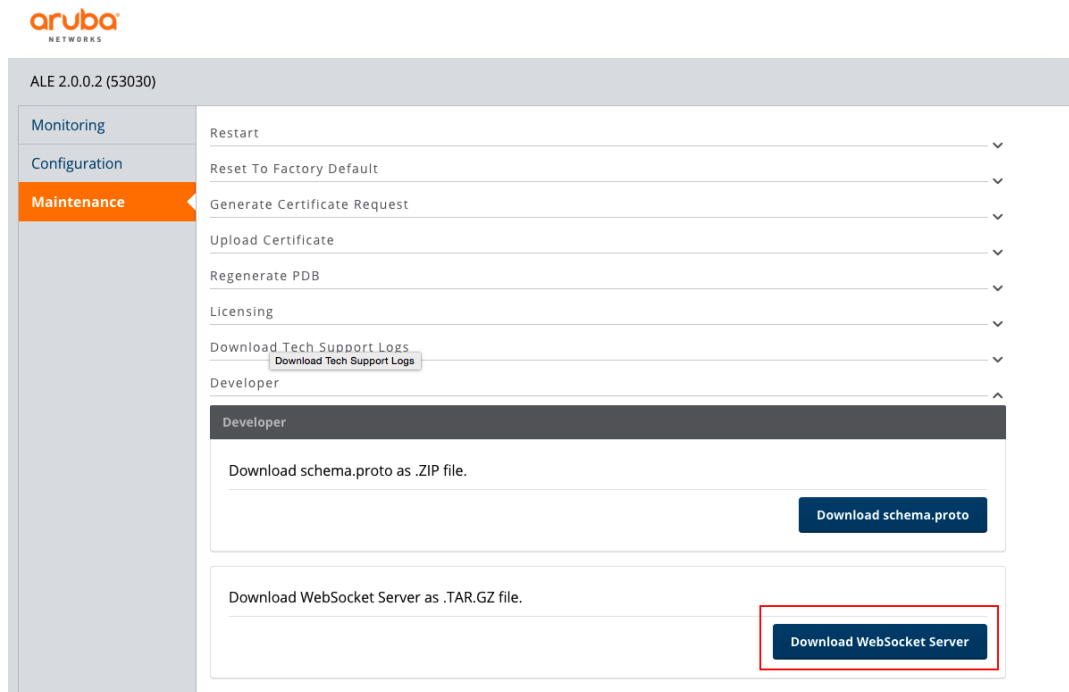 aruba
NETWORKS
ALE 2.0.0.2 (53030)
Monitoring
Configuration
Maintenance
Restart
Reset To Factory Default
Generate Certificate Request
Upload Certificate
Regenerate PDB
Licensing
Download Tech Support Logs
Download Tech Support Logs
Developer
Developer
Download schema.proto as .ZIP file.
Download schema.proto
Download WebSocket Server as .TAR.GZ file.
Download WebSocket Server